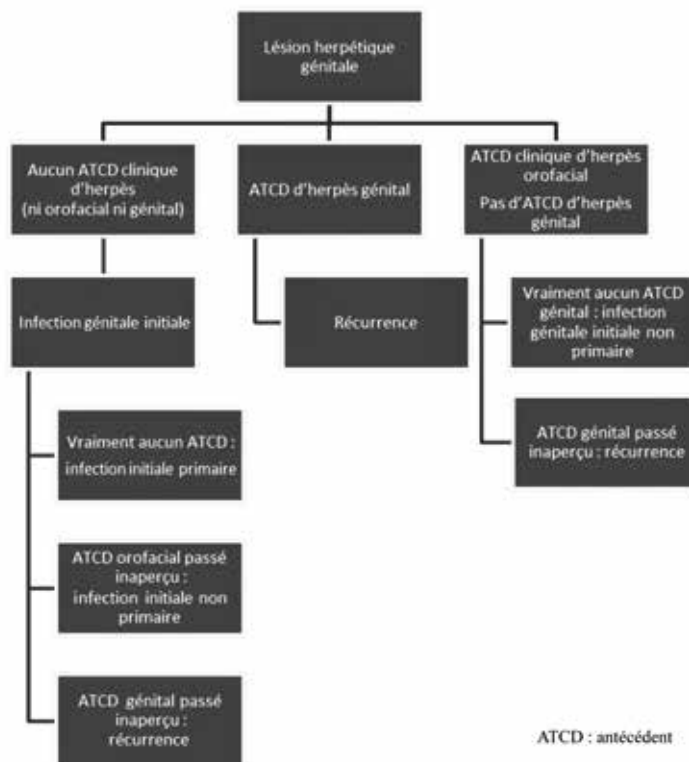 Lésion herpétique
génitale
Aucun ATCD clinique
d'herpès
(ni orofacial ni génital)
ATCD d'herpès génital
ATCD clinique d'herpès
orofacial
Pas d'ATCD d'herpès
génital
Infection génitale initiale
Récurrence
Vraiment aucun ATCD
génital : infection
génitale initiale non
primaire
Vraiment aucun ATCD :
infection initiale primaire
ATCD génital passé
inaperçu : récurrence
ATCD orofacial passé
inaperçu :
infection initiale non
primaire
ATCD génital passé
inaperçu :
récurrence
ATCD : antécédent